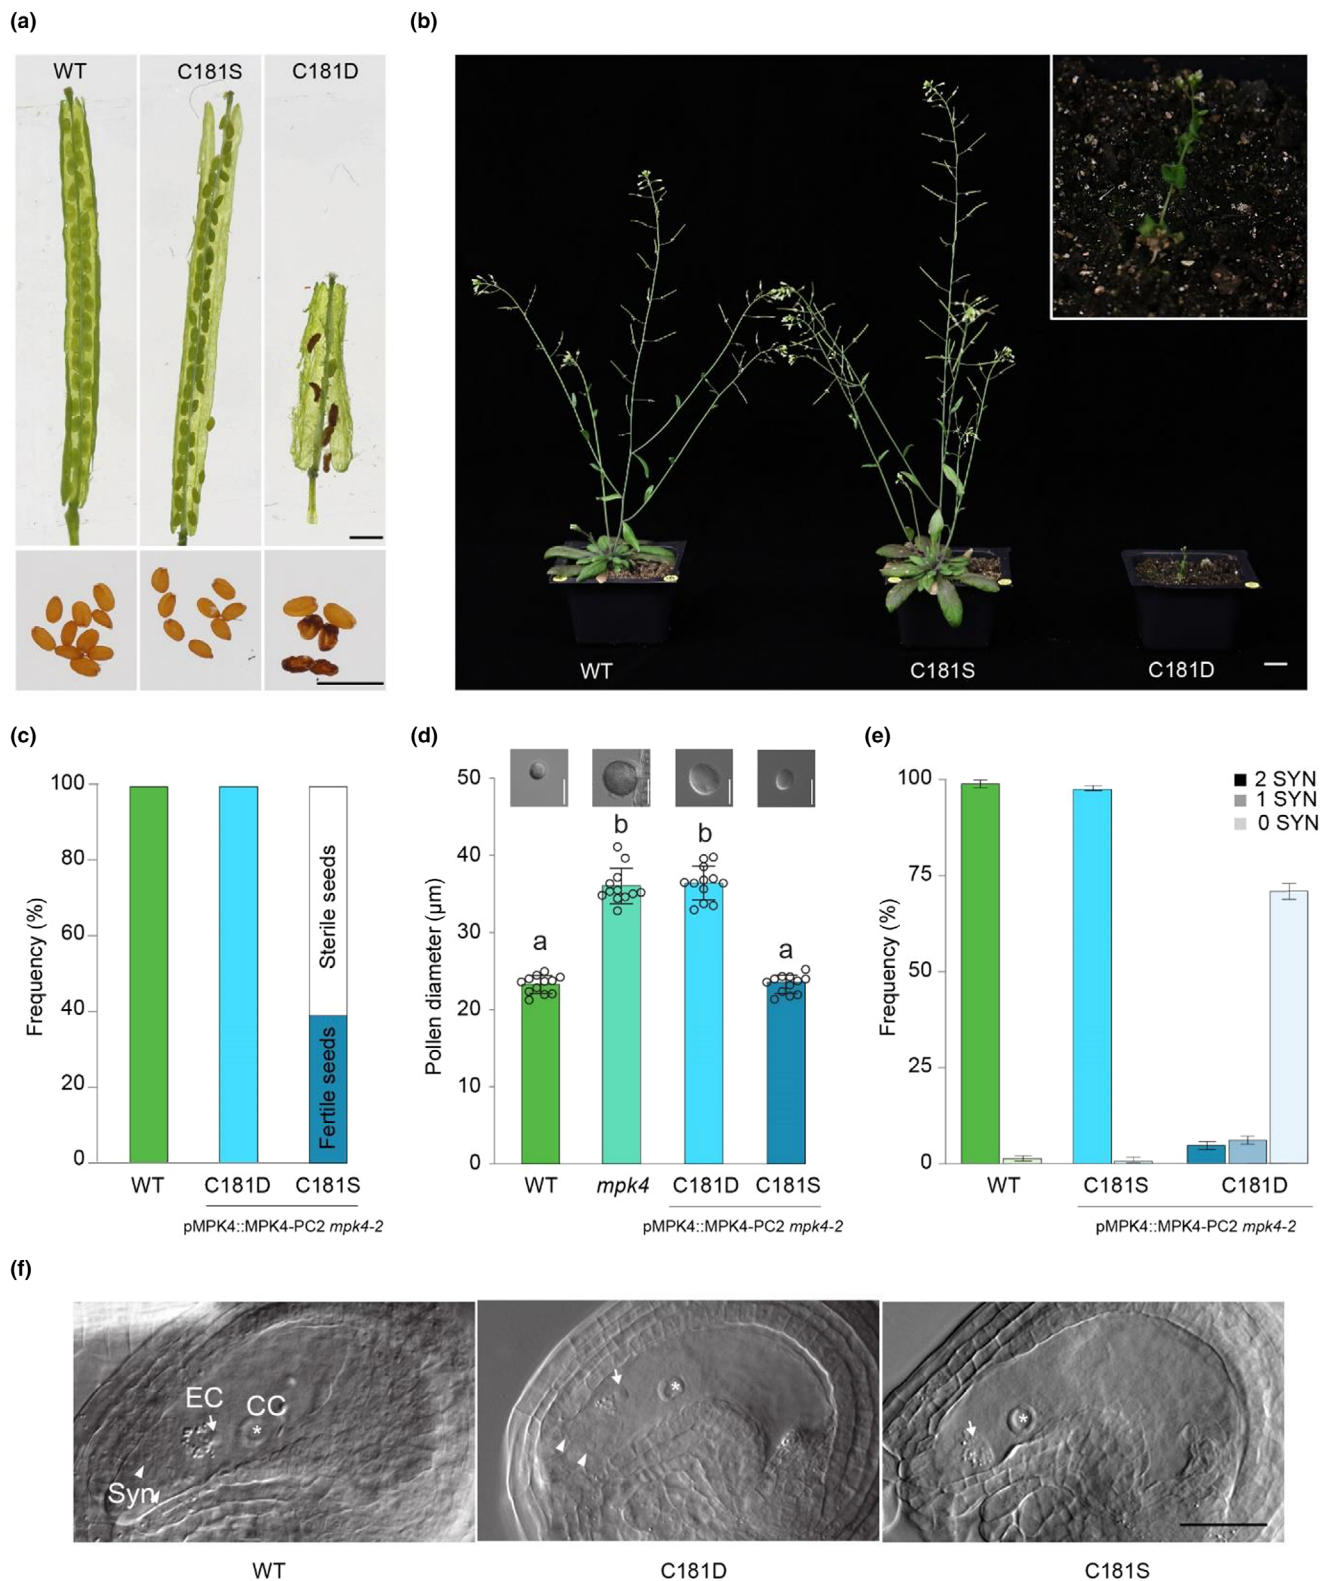 (a)
WT
C181S
C181D
(b)
WT
C181S
C181D
(c)
Frequency (%)
100
80
60
40
20
0
Sterile seeds
Fertile seeds
WT
C181D
C181S
pMPK4::MPK4-PC2 mpk4-2
(d)
Pollen diameter (µm)
50
40
30
20
10
0
a
b
b
a
WT
mpk4
C181D
C181S
pMPK4::MPK4-PC2 mpk4-2
(e)
Frequency (%)
100
75
50
25
0
2 SYN
1 SYN
0 SYN
WT
C181S
C181D
pMPK4::MPK4-PC2 mpk4-2
(f)
EC
CC
*
Syn
*
*
WT
C181D
C181S